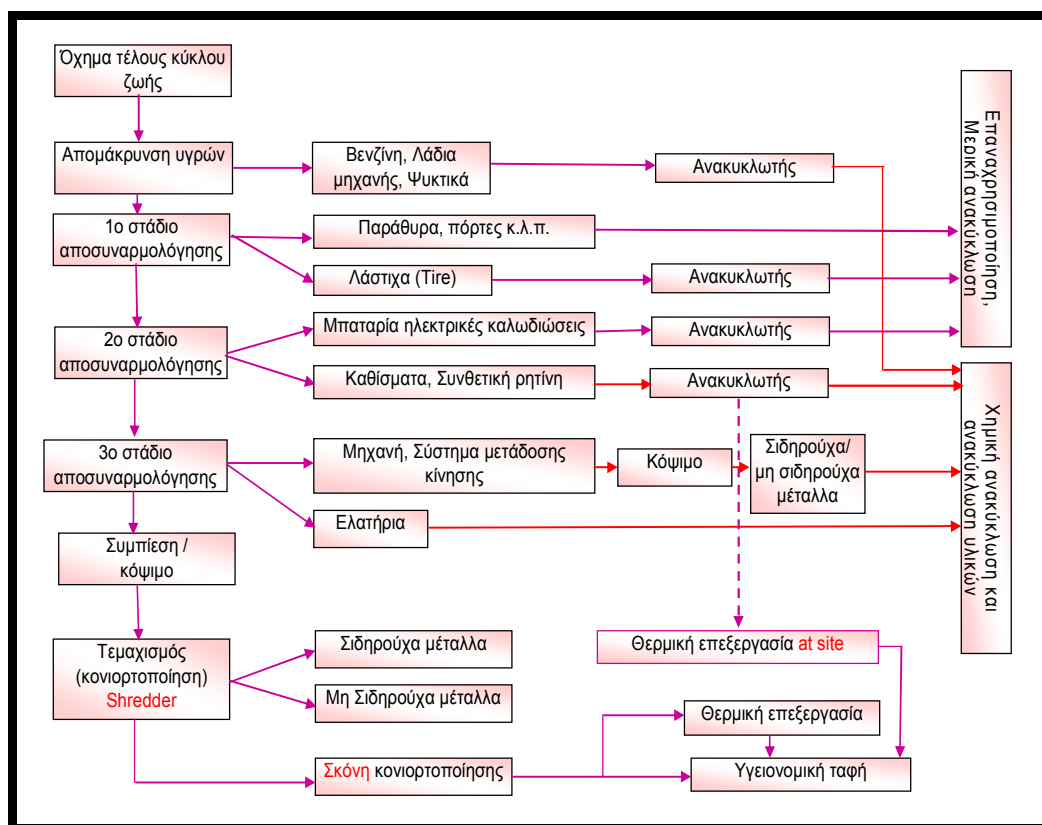 Όχημα τέλους κύκλου
ζωής
Απομάκρυνση υγρών
Βενζίνη, Λάδια
μηχανής, Ψυκτικά
Ανακυκλωτής
1ο στάδιο
αποσυναρμολόγησης
Παράθυρα, πόρτες κ.λ.π.
Λάστιχα (Tire)
Ανακυκλωτής
Επαναχρησιμοποίηση,
Μερική ανακύκλωση
2ο στάδιο
αποσυναρμολόγησης
Μπαταρία ηλεκτρικές καλωδιώσεις
Ανακυκλωτής
Καθίσματα, Συνθετική ρητίνη
Ανακυκλωτής
3ο στάδιο
αποσυναρμολόγησης
Μηχανή, Σύστημα μετάδοσης
κίνησης
Κόψιμο
Σιδηρούχα/
μη σιδηρούχα
μέταλλα
Ελατήρια
Χημική ανακύκλωση και
ανακύκλωση υλικών
Συμπίεση /
κόψιμο
Τεμαχισμός
(κονιορτοποίηση)
Shredder
Σιδηρούχα μέταλλα
Μη Σιδηρούχα μέταλλα
Θερμική επεξεργασία at site
Θερμική επεξεργασία
Σκόνη κονιορτοποίησης
Υγειονομική ταφή